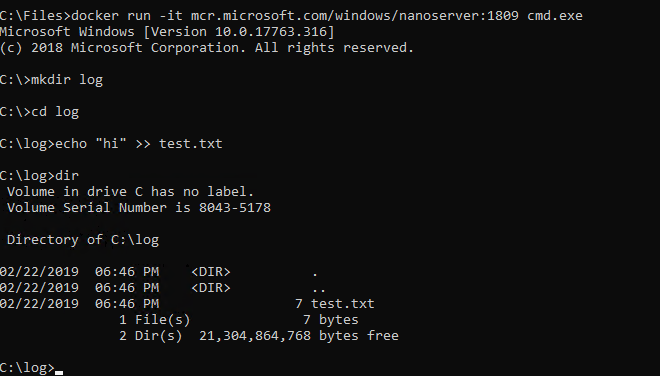 C:\Files>docker run -it mcr.microsoft.com/windows/nanoserver:1809 cmd.exe
Microsoft Windows [Version 10.0.17763.316]
(c) 2018 Microsoft Corporation. All rights reserved.
C:\>mkdir log
C:\>cd log
C:\log>echo "hi" >> test.txt
C:\log>dir
 Volume in drive C has no label.
 Volume Serial Number is 8043-5178
 Directory of C:\log
02/22/2019  06:46 PM    <DIR>          .
02/22/2019  06:46 PM    <DIR>          ..
02/22/2019  06:46 PM                 7 test.txt
               1 File(s)              7 bytes
               2 Dir(s)  21,304,864,768 bytes free
C:\log>